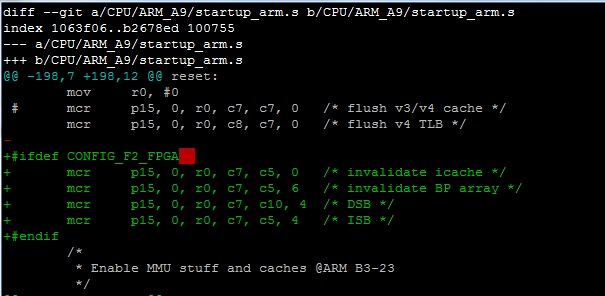 diff --git a/CPU/ARM_A9/startup_arm.s b/CPU/ARM_A9/startup_arm.s
index 1063f06..b2678ed 100755
--- a/CPU/ARM_A9/startup_arm.s
+++ b/CPU/ARM_A9/startup_arm.s
@@ -198,7 +198,12 @@ reset:
        mov     r0, #0
 #      mcr     p15, 0, r0, c7, c7, 0   /* flush v3/v4 cache */
        mcr     p15, 0, r0, c8, c7, 0   /* flush v4 TLB */
-
+#ifdef CONFIG_F2_FPGA
+       mcr     p15, 0, r0, c7, c5, 0   /* invalidate icache */
+       mcr     p15, 0, r0, c7, c5, 6   /* invalidate BP array */
+       mcr     p15, 0, r0, c7, c10, 4  /* DSB */
+       mcr     p15, 0, r0, c7, c5, 4   /* ISB */
+#endif
        /*
         * Enable MMU stuff and caches @ARM B3-23
         */